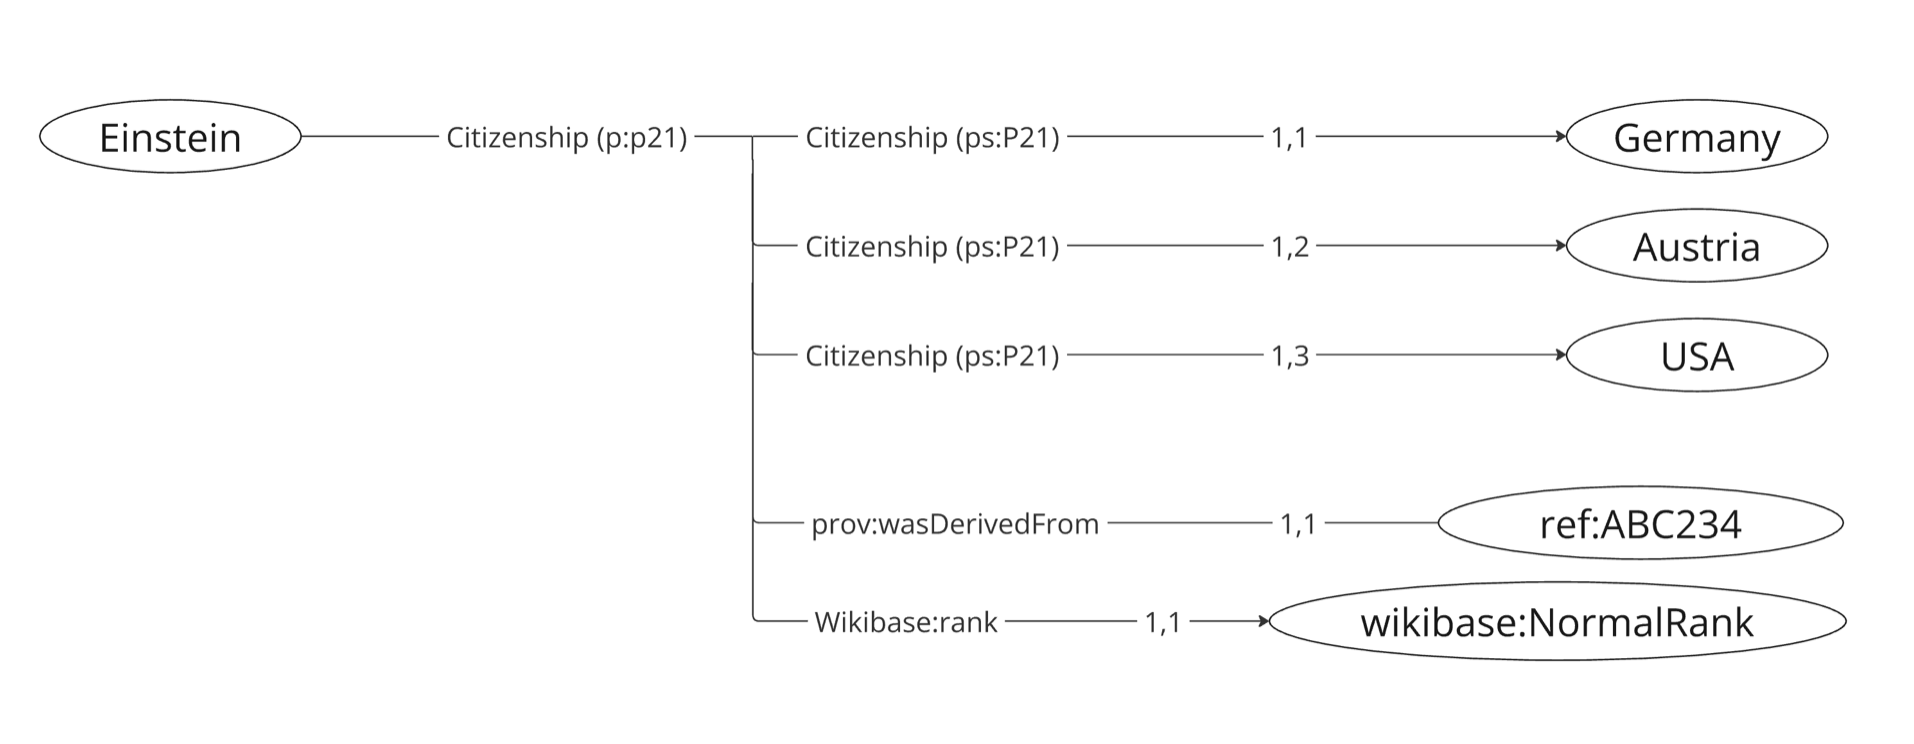 Einstein Citizenship (p:p21) Citizenship (ps:P21) 1,1 Germany
Citizenship (ps:P21) 1,2 Austria
Citizenship (ps:P21) 1,3 USA
prov:wasDerivedFrom 1,1 ref:ABC234
Wikibase:rank 1,1 wikibase:NormalRank